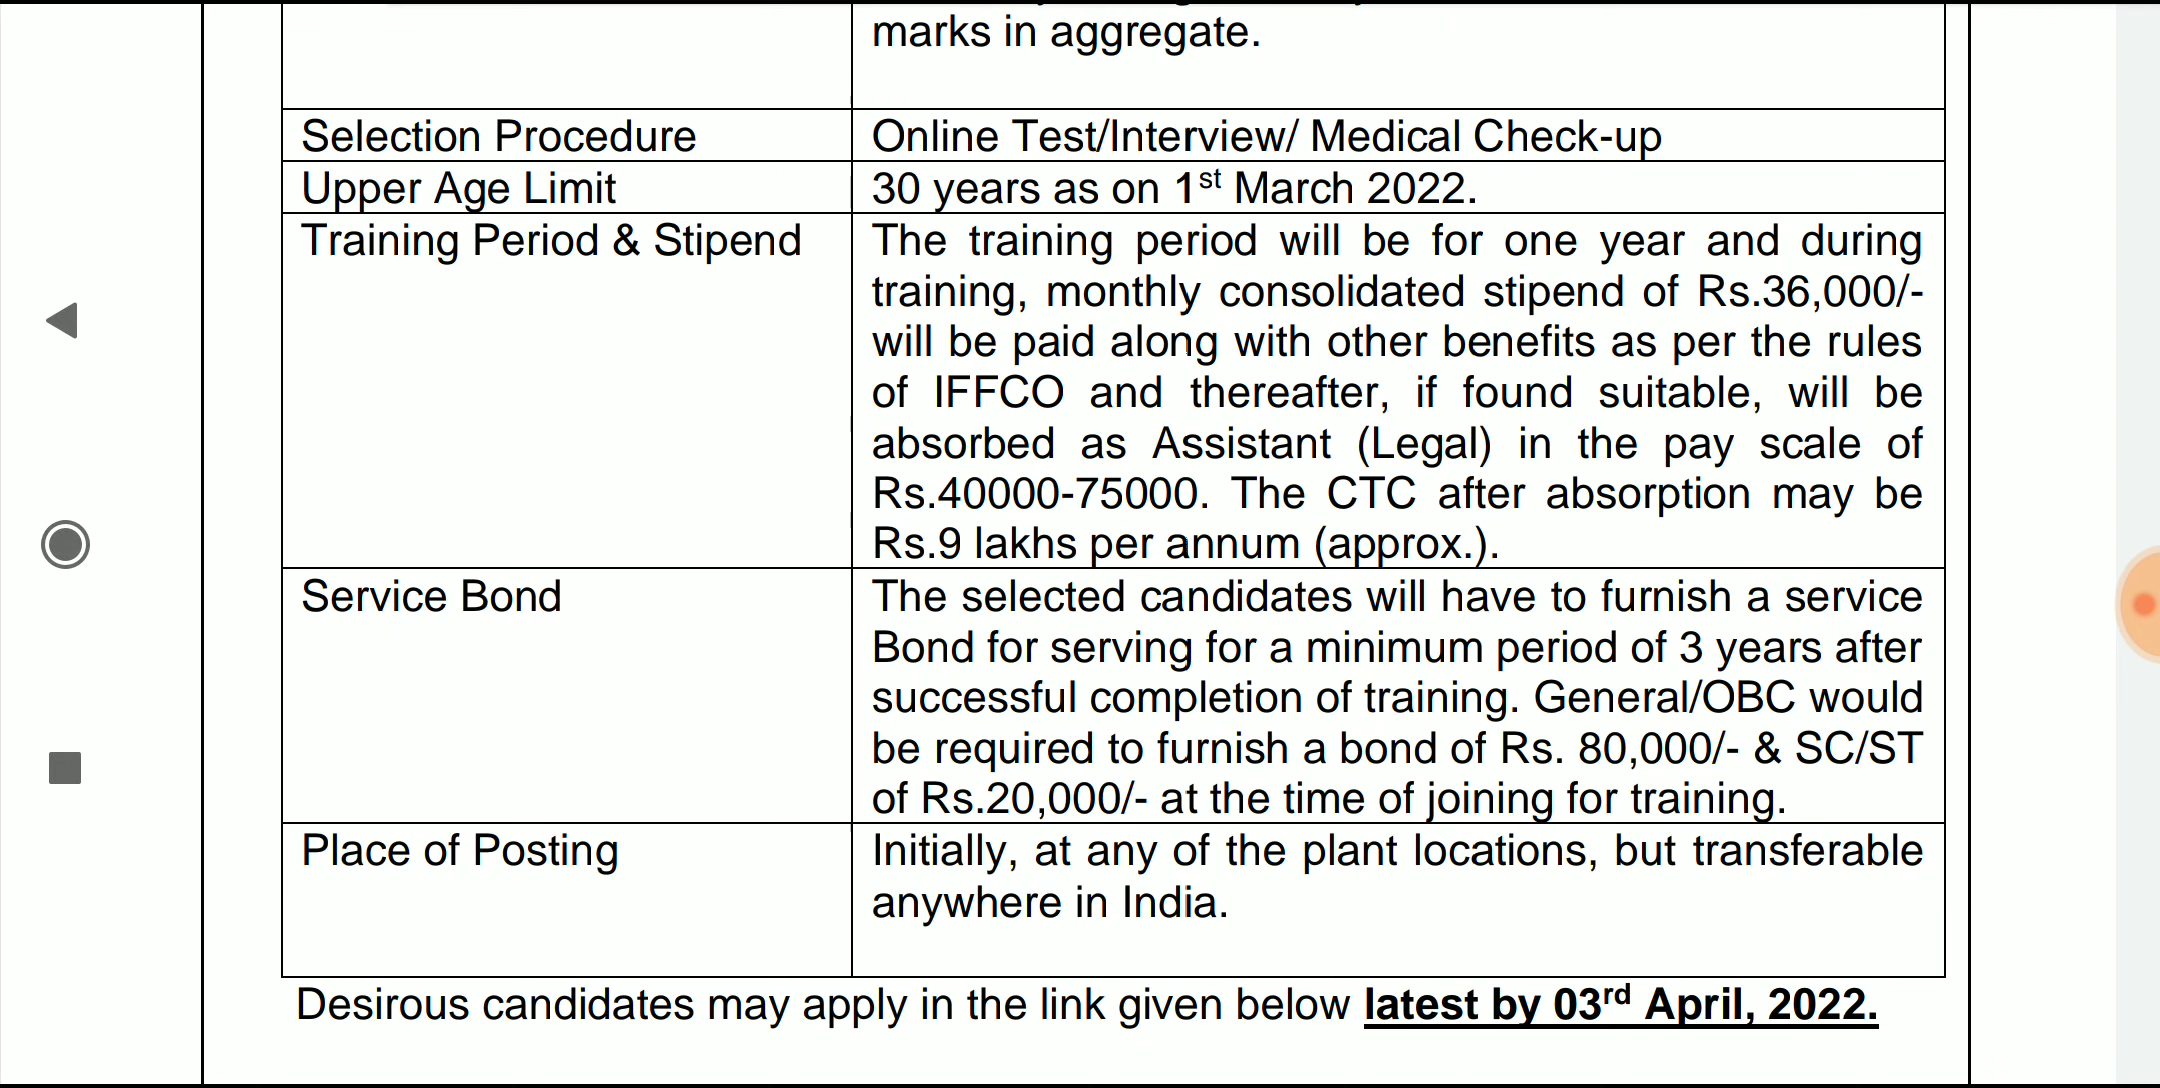 marks in aggregate.
Selection Procedure
Online Test/Interview/ Medical Check-up
Upper Age Limit
30 years as on 1st March 2022.
Training Period & Stipend
The training period will be for one year and during
training, monthly consolidated stipend of Rs.36,000/-
will be paid along with other benefits as per the rules
of IFFCO and thereafter, if found suitable, will be
absorbed as Assistant (Legal) in the pay scale of
Rs.40000-75000. The CTC after absorption may be
Rs.9 lakhs per annum (approx.).
Service Bond
The selected candidates will have to furnish a service
Bond for serving for a minimum period of 3 years after
successful completion of training. General/OBC would
be required to furnish a bond of Rs. 80,000/- & SC/ST
of Rs.20,000/- at the time of joining for training.
Place of Posting
Initially, at any of the plant locations, but transferable
anywhere in India.
Desirous candidates may apply in the link given below latest by 03rd April, 2022.